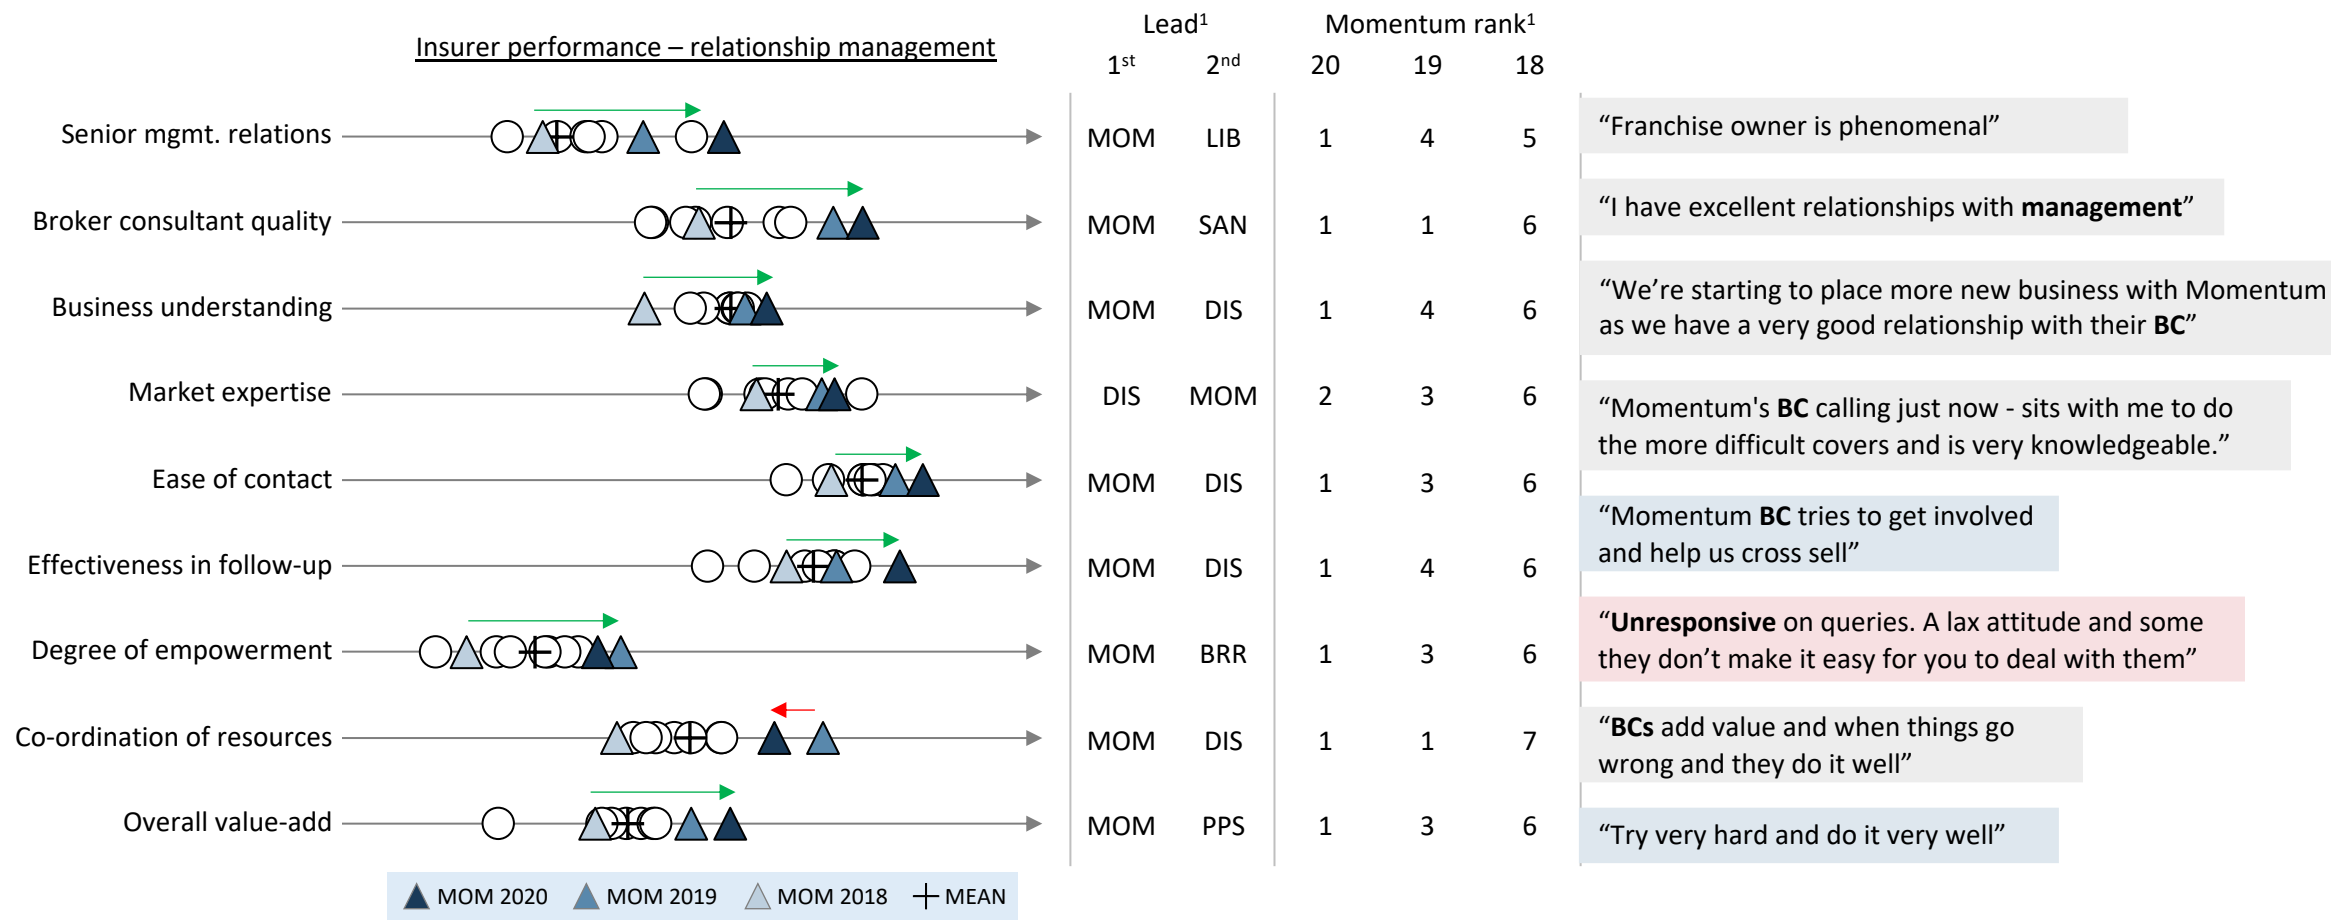 Insurer performance – relationship management
Lead¹ Momentum rank¹
1st 2nd 20 19 18
Senior mgmt. relations MOM LIB 1 4 5
“Franchise owner is phenomenal”
Broker consultant quality MOM SAN 1 1 6
“I have excellent relationships with management”
Business understanding MOM DIS 1 4 6
“We’re starting to place more new business with Momentum
as we have a very good relationship with their BC”
Market expertise DIS MOM 2 3 6
“Momentum's BC calling just now - sits with me to do
the more difficult covers and is very knowledgeable.”
Ease of contact MOM DIS 1 3 6
“Momentum BC tries to get involved
and help us cross sell”
Effectiveness in follow-up MOM DIS 1 4 6
“Unresponsive on queries. A lax attitude and some
they don’t make it easy for you to deal with them”
Degree of empowerment MOM BRR 1 3 6
“BCs add value and when things go
wrong and they do it well”
Co-ordination of resources MOM DIS 1 1 7
“Try very hard and do it very well”
Overall value-add MOM PPS 1 3 6
MOM 2020 MOM 2019 MOM 2018 MEAN